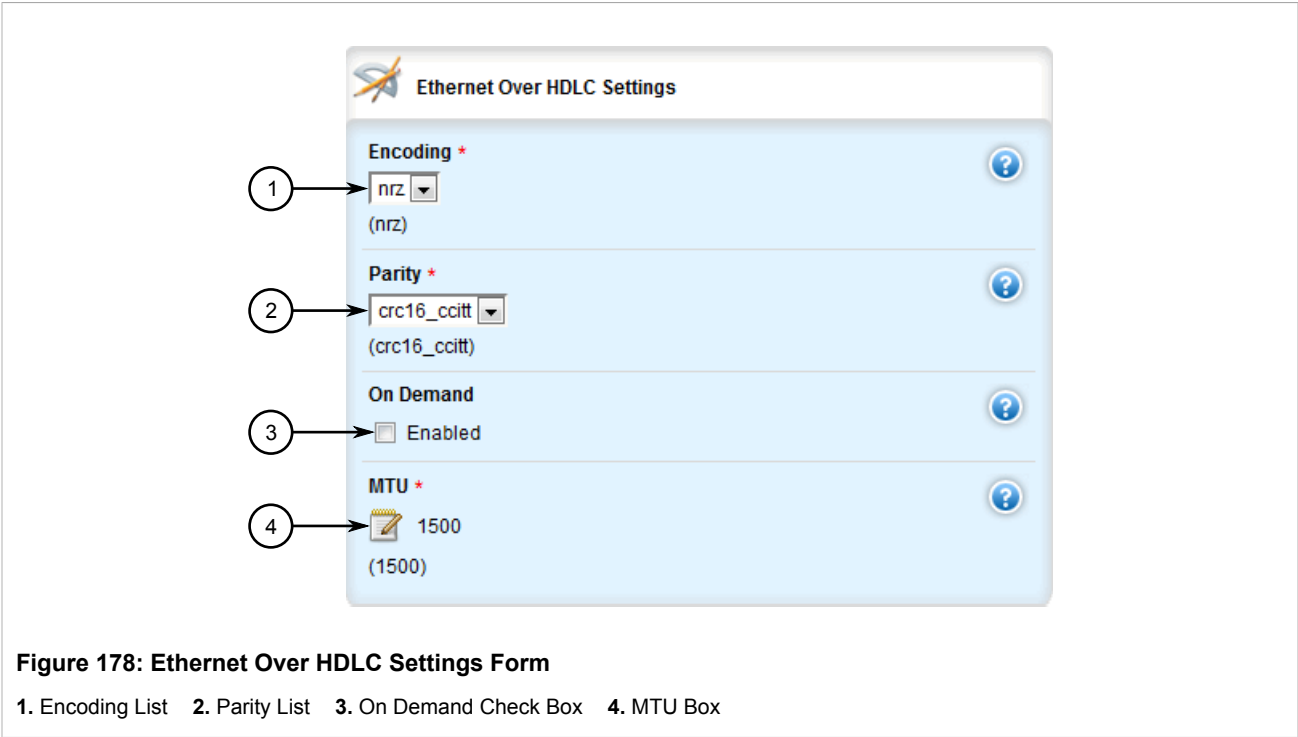 Ethernet Over HDLC Settings
Encoding *
1
nrz
(nrz)
Parity *
2
crc16_ccitt
(crc16_ccitt)
On Demand
3
Enabled
MTU *
4
1500
(1500)
Figure 178: Ethernet Over HDLC Settings Form
1. Encoding List 2. Parity List 3. On Demand Check Box 4. MTU Box